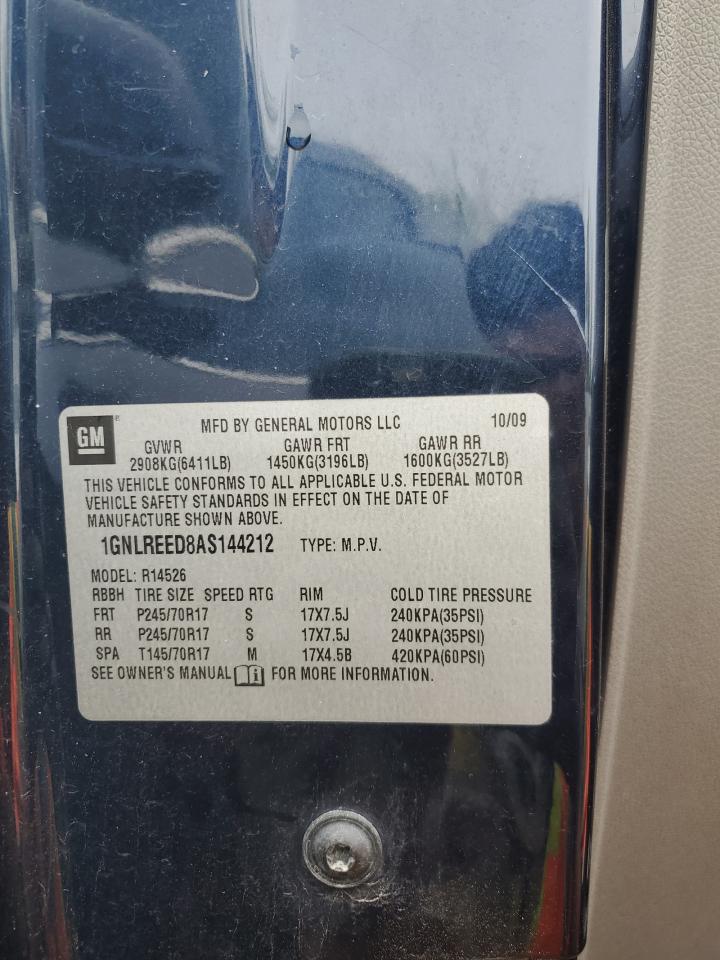 GM ® MFD BY GENERAL MOTORS LLC 10/09
GVWR GAWR FRT GAWR RR
2908KG(6411LB) 1450KG(3196LB) 1600KG(3527LB)
THIS VEHICLE CONFORMS TO ALL APPLICABLE U.S. FEDERAL MOTOR
VEHICLE SAFETY STANDARDS IN EFFECT ON THE DATE OF
MANUFACTURE SHOWN ABOVE.
1GNLREED8AS144212 TYPE: M.P.V.
MODEL: R14526
RBBH TIRE SIZE SPEED RTG RIM COLD TIRE PRESSURE
FRT P245/70R17 S 17X7.5J 240KPA(35PSI)
RR P245/70R17 S 17X7.5J 240KPA(35PSI)
SPA T145/70R17 M 17X4.5B 420KPA(60PSI)
SEE OWNER'S MANUAL i FOR MORE INFORMATION.